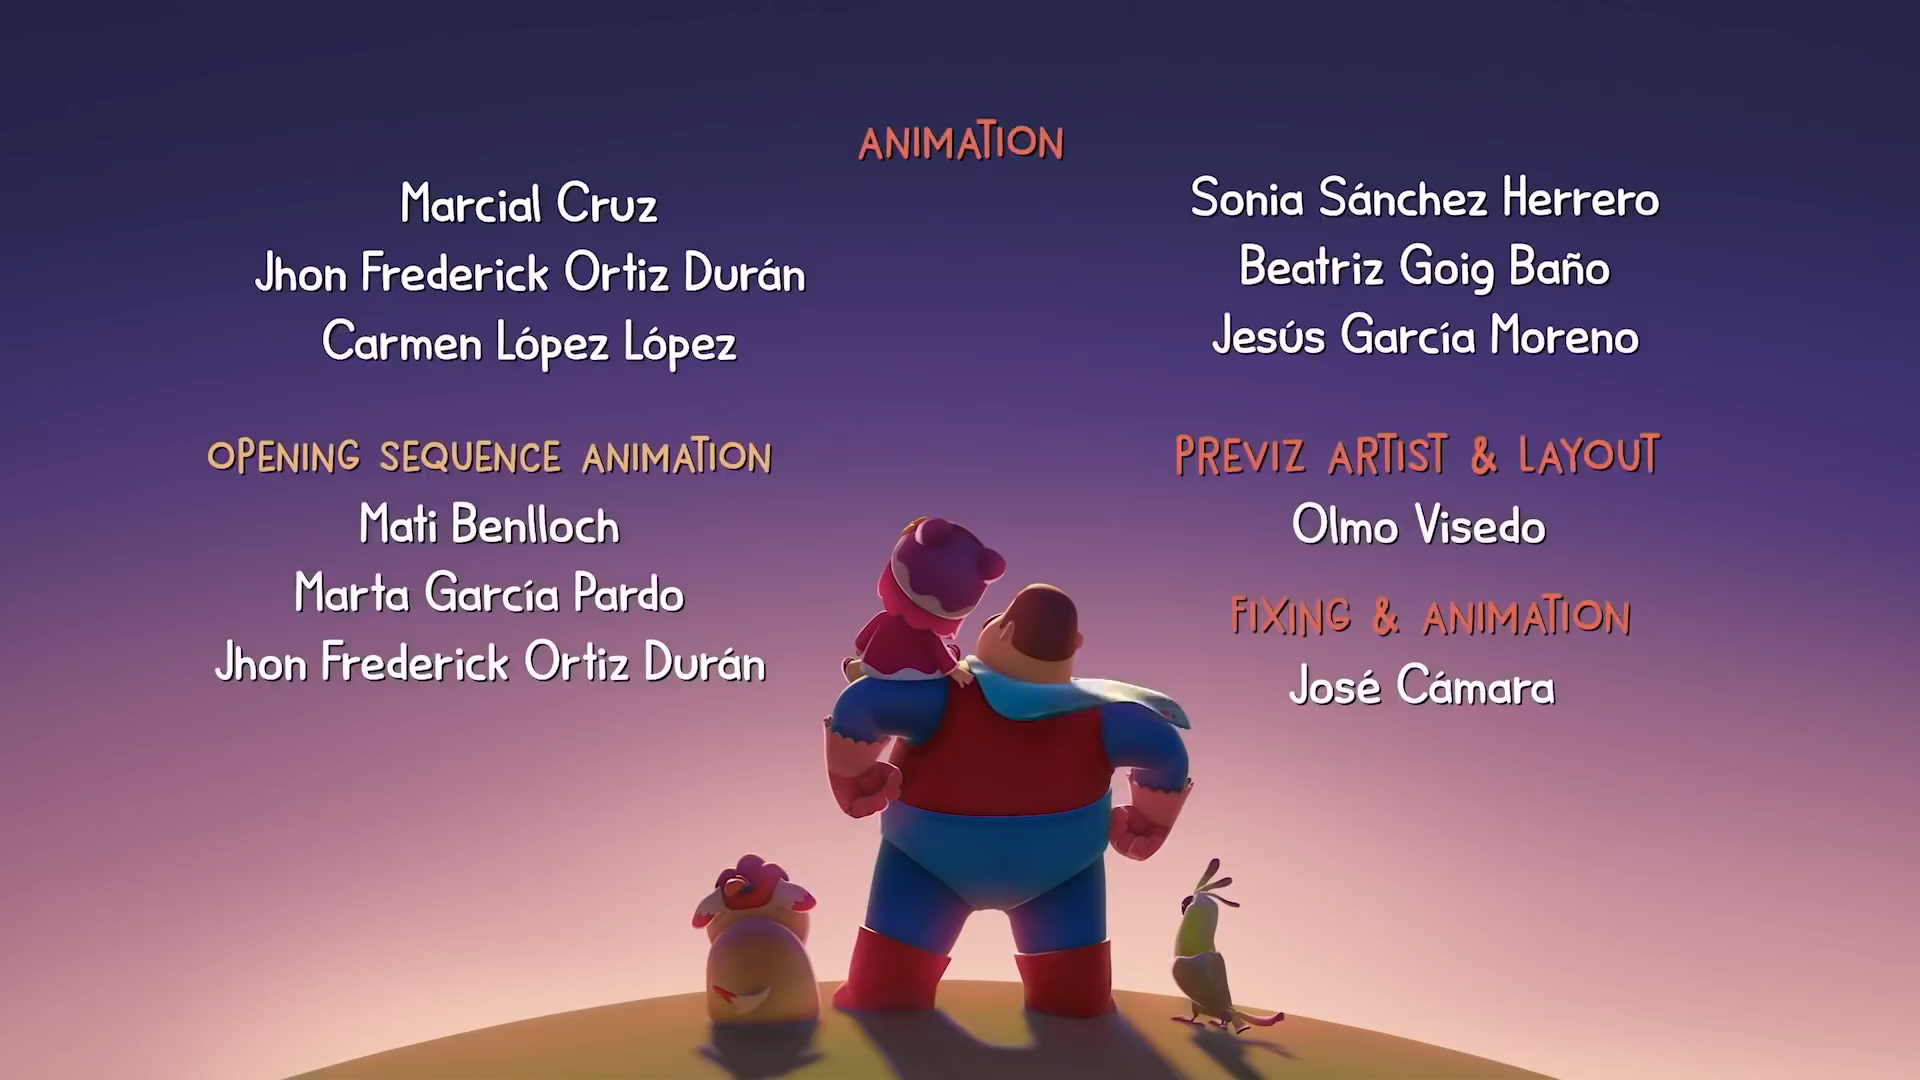 ANIMATION
Marcial Cruz
Jhon Frederick Ortiz Durán
Carmen López López
Sonia Sánchez Herrero
Beatriz Goig Baño
Jesús García Moreno
OPENING SEQUENCE ANIMATION
Mati Benlloch
Marta García Pardo
Jhon Frederick Ortiz Durán
PREVIZ ARTIST & LAYOUT
Olmo Visedo
FIXING & ANIMATION
José Cámara